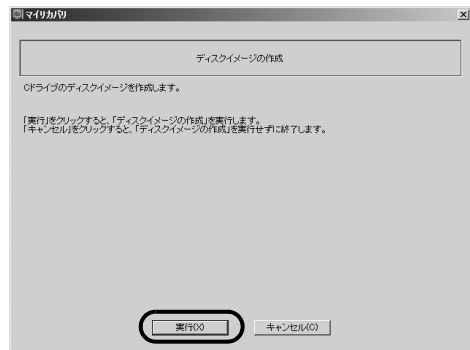 マイリカバリ
ディスクイメージの作成
Cドライブのディスクイメージを作成します。
「実行」をクリックすると、「ディスクイメージの作成」を実行します。
「キャンセル」をクリックすると、「ディスクイメージの作成」を実行せずに終了します。
実行(X)
キャンセル(C)